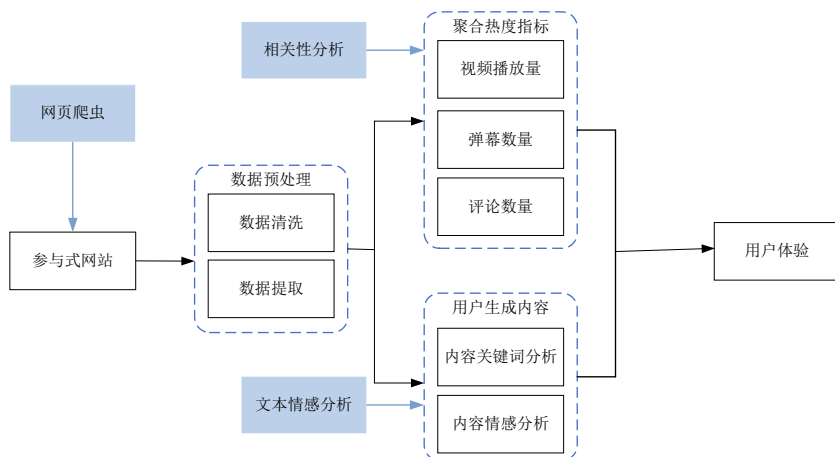 网页爬虫
参与式网站
数据预处理
数据清洗
数据提取
相关性分析
聚合热度指标
视频播放量
弹幕数量
评论数量
文本情感分析
用户生成内容
内容关键词分析
内容情感分析
用户体验